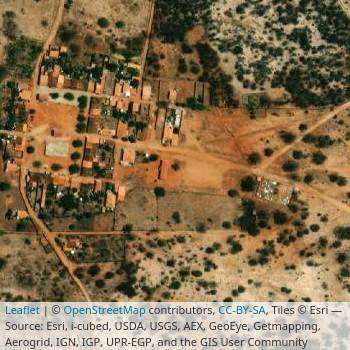 Leaflet | © OpenStreetMap contributors, CC-BY-SA, Tiles © Esri —
Source: Esri, i-cubed, USDA, USGS, AEX, GeoEye, Getmapping,
Aerogrid, IGN, IGP, UPR-EGP, and the GIS User Community